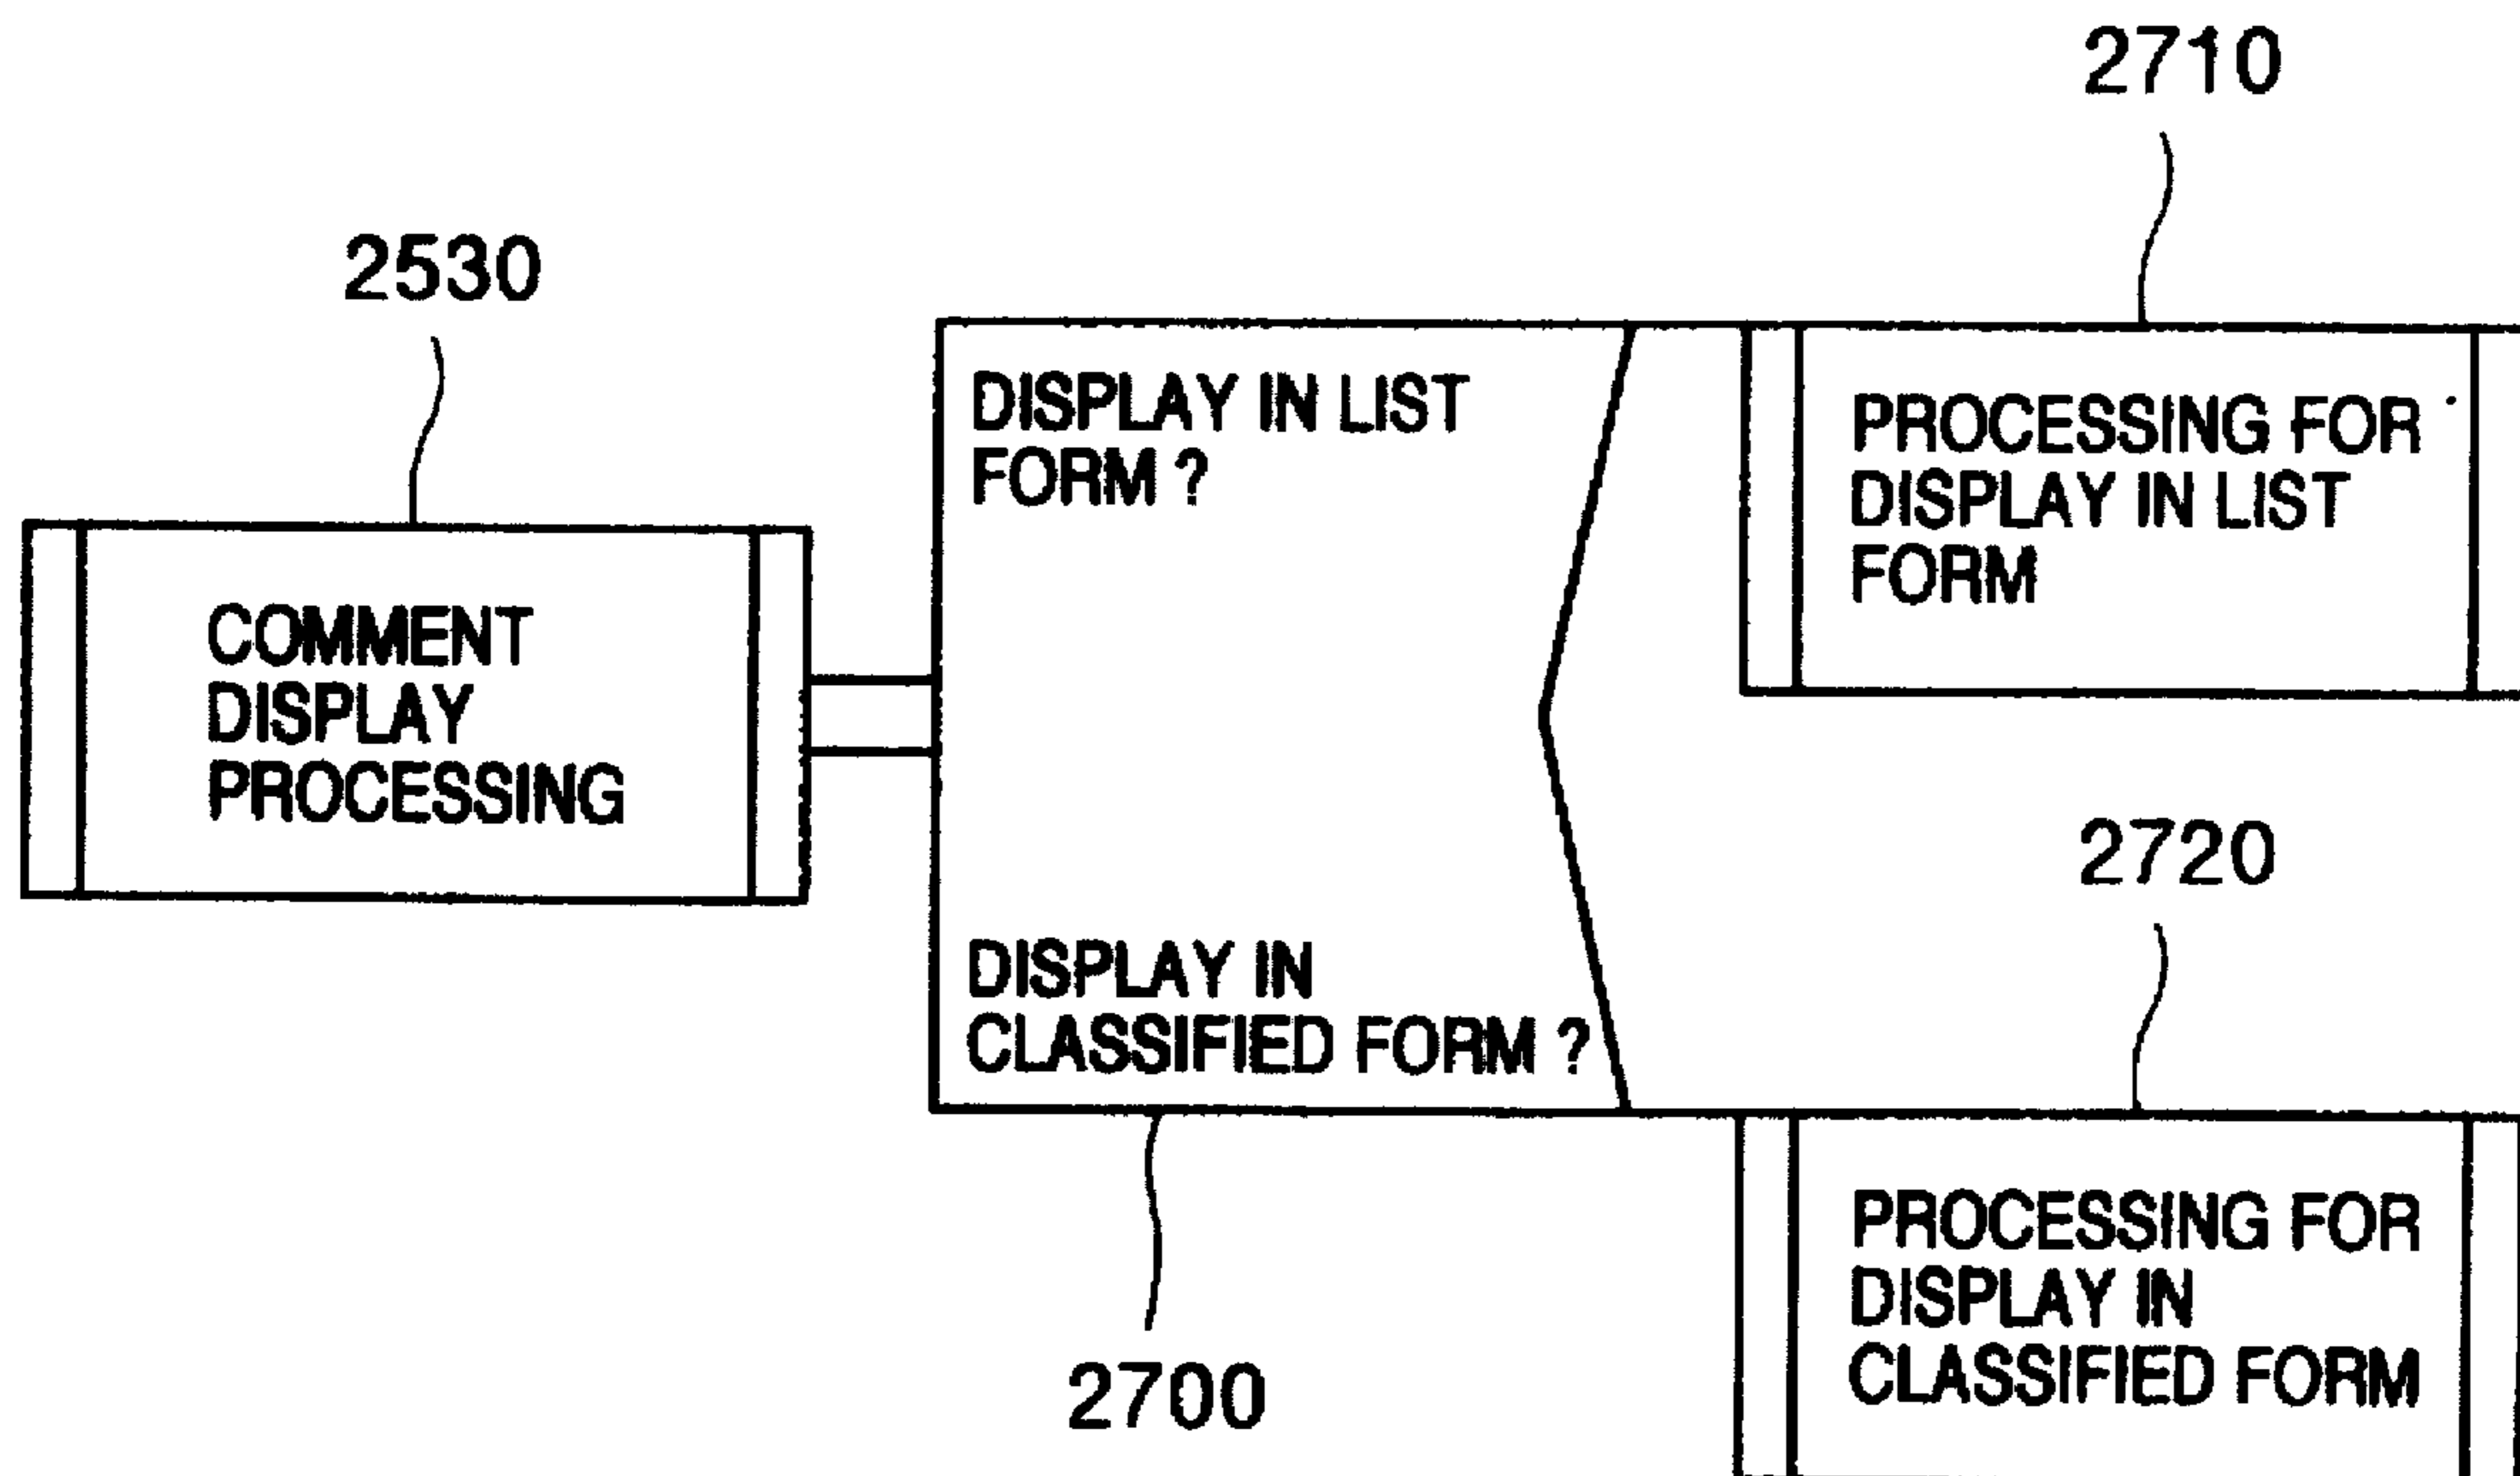 2710
2530
DISPLAY IN LIST
FORM ?
PROCESSING FOR
DISPLAY IN LIST
FORM
COMMENT
DISPLAY
PROCESSING
2720
DISPLAY IN
CLASSIFIED FORM ?
PROCESSING FOR
DISPLAY IN
CLASSIFIED FORM
2700